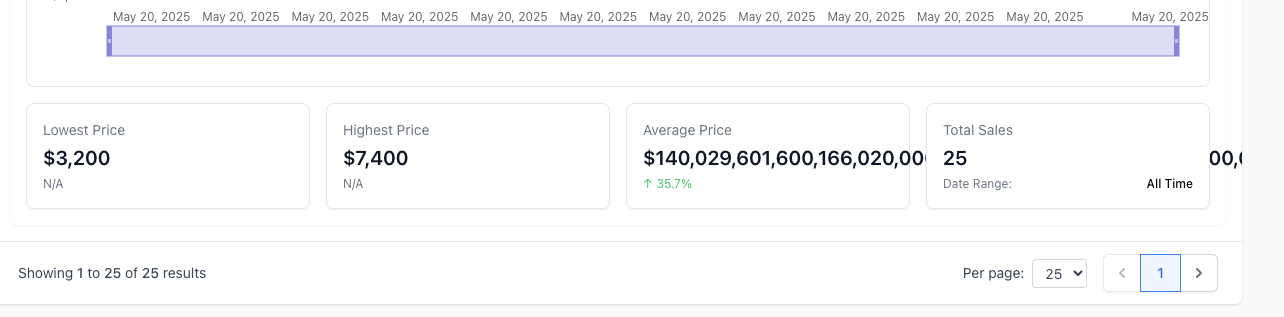 May 20, 2025 May 20, 2025 May 20, 2025 May 20, 2025 May 20, 2025 May 20, 2025 May 20, 2025 May 20, 2025 May 20, 2025 May 20, 2025 May 20, 2025 May 20, 2025
Lowest Price
$3,200
N/A
Highest Price
$7,400
N/A
Average Price
$140,029,601,600,166,020,00
↑ 35.7%
Total Sales
25
Date Range: All Time
00,0
Showing 1 to 25 of 25 results
Per page: 25 1